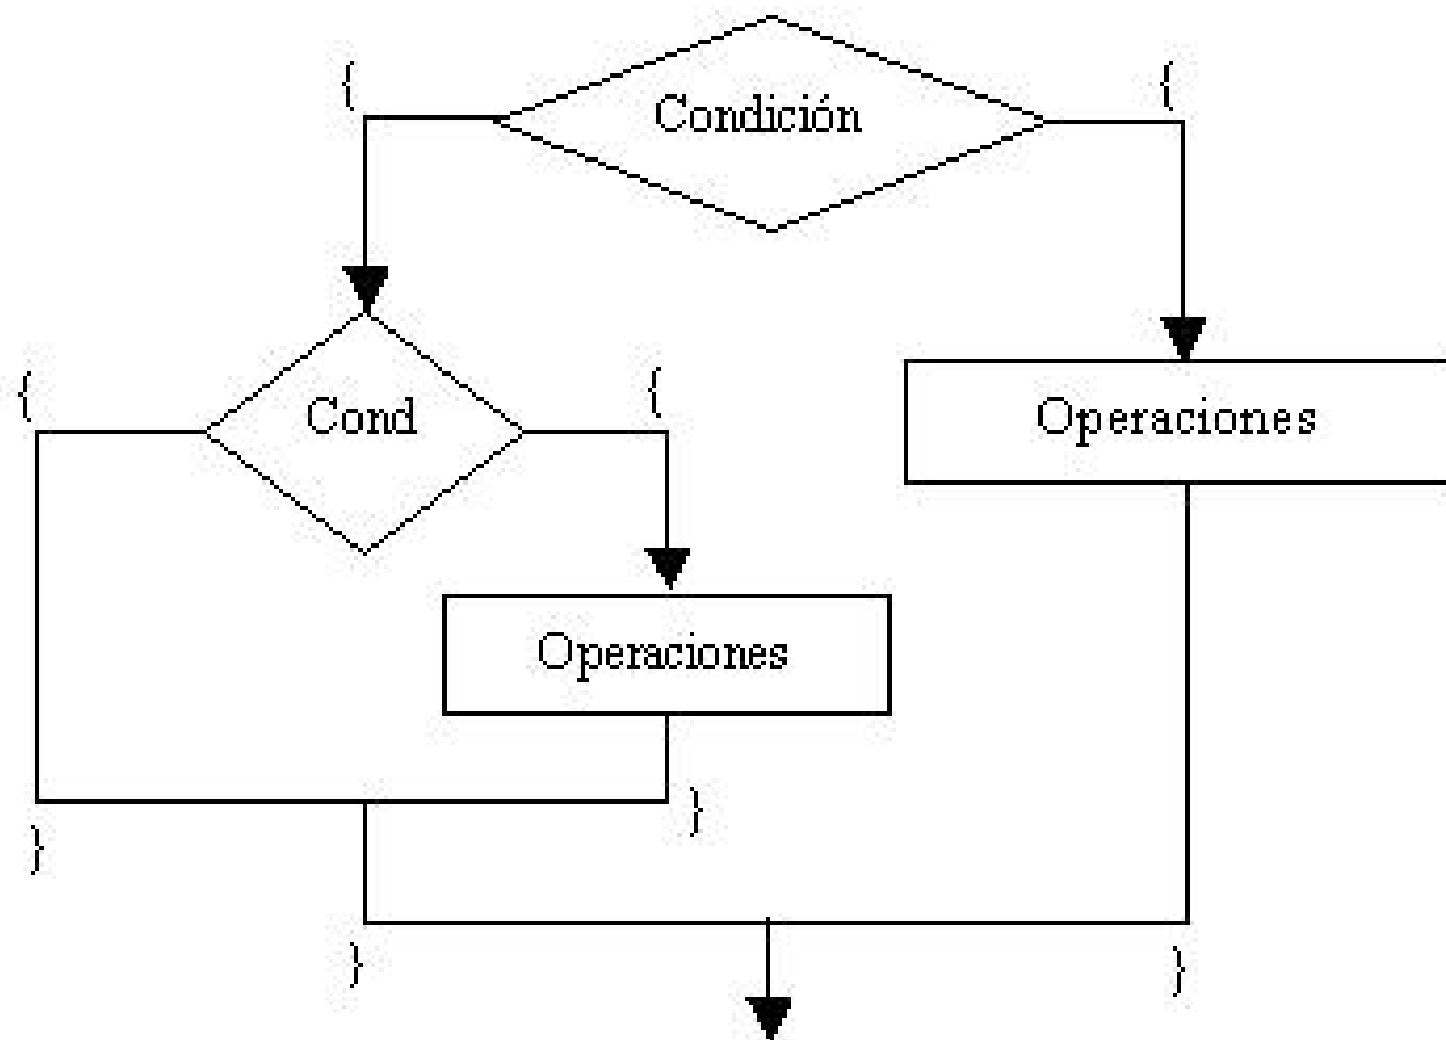 { {
Condición
{ {
Cond
Operaciones
Operaciones
}
}
} }